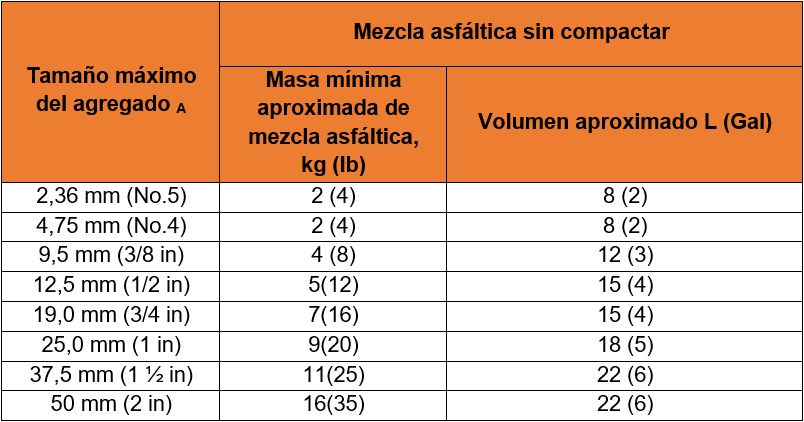 Tamaño máximo
del agregado A
Mezcla asfáltica sin compactar
Masa mínima
aproximada de
mezcla asfáltica,
kg (lb)
Volumen aproximado L (Gal)
2,36 mm (No.5) 2 (4) 8 (2)
4,75 mm (No.4) 2 (4) 8 (2)
9,5 mm (3/8 in) 4 (8) 12 (3)
12,5 mm (1/2 in) 5(12) 15 (4)
19,0 mm (3/4 in) 7(16) 15 (4)
25,0 mm (1 in) 9(20) 18 (5)
37,5 mm (1 ½ in) 11(25) 22 (6)
50 mm (2 in) 16(35) 22 (6)